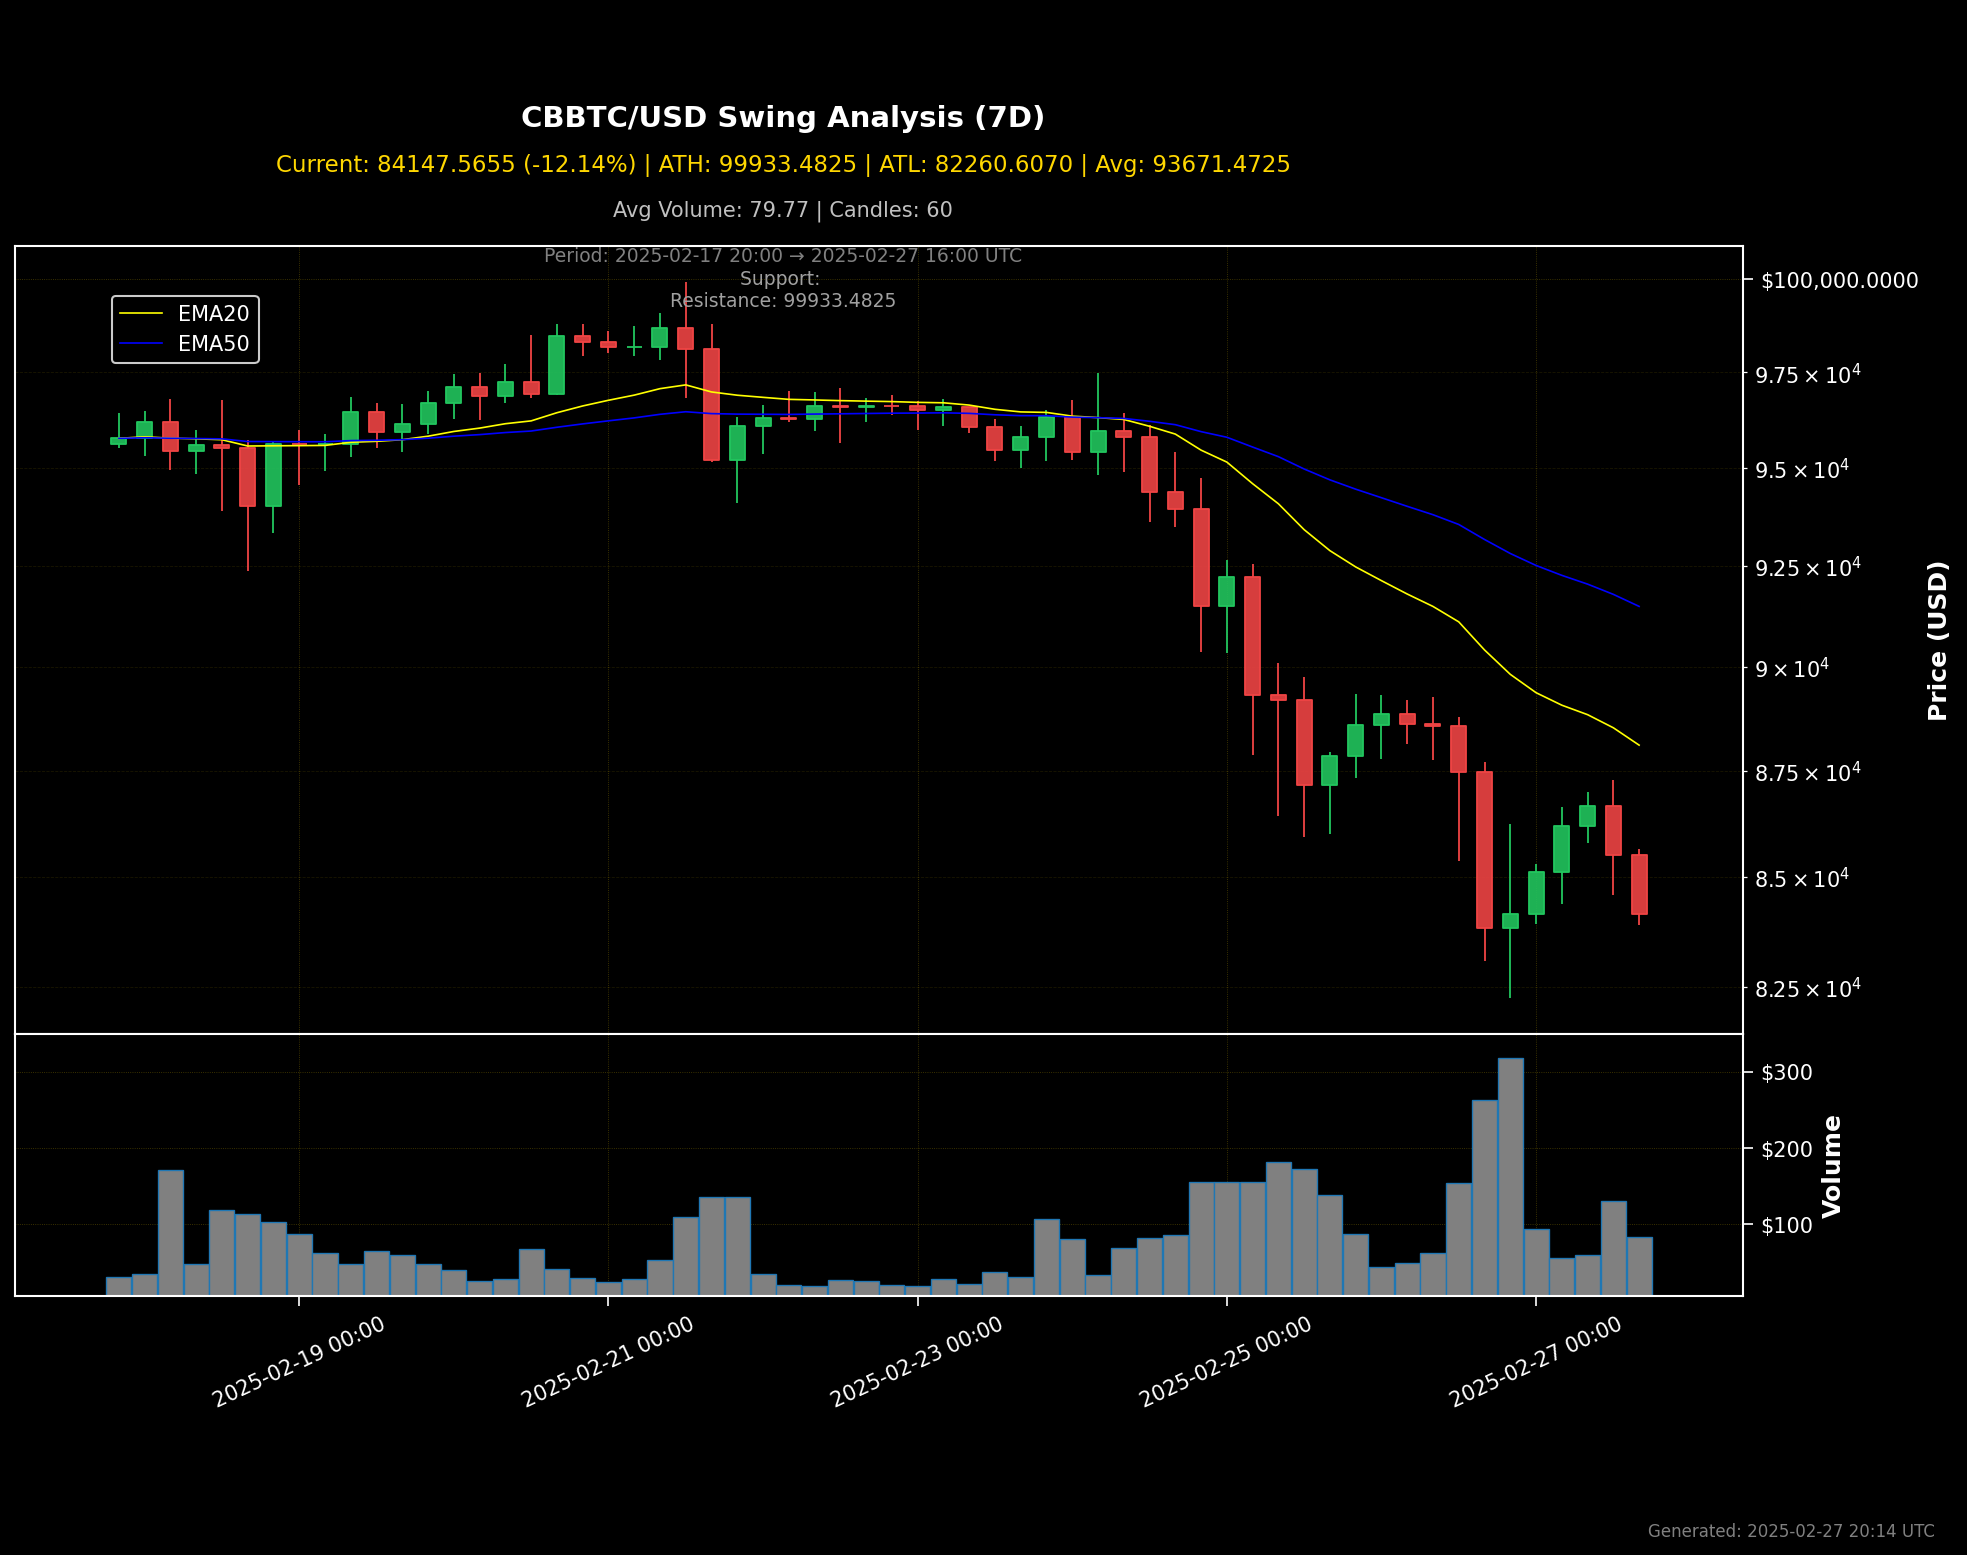 CBBTC/USD Swing Analysis (7D)
Current: 84147.5655 (-12.14%) | ATH: 99933.4825 | ATL: 82260.6070 | Avg: 93671.4725
Avg Volume: 79.77 | Candles: 60
Period: 2025-02-17 20:00 → 2025-02-27 16:00 UTC
Support:
Resistance: 99933.4825
EMA20
EMA50
$100,000.0000
9.75 × 10⁴
9.5 × 10⁴
9.25 × 10⁴
9 × 10⁴
8.75 × 10⁴
8.5 × 10⁴
8.25 × 10⁴
Price (USD)
$300
$200
$100
Volume
2025-02-19 00:00
2025-02-21 00:00
2025-02-23 00:00
2025-02-25 00:00
2025-02-27 00:00
Generated: 2025-02-27 20:14 UTC